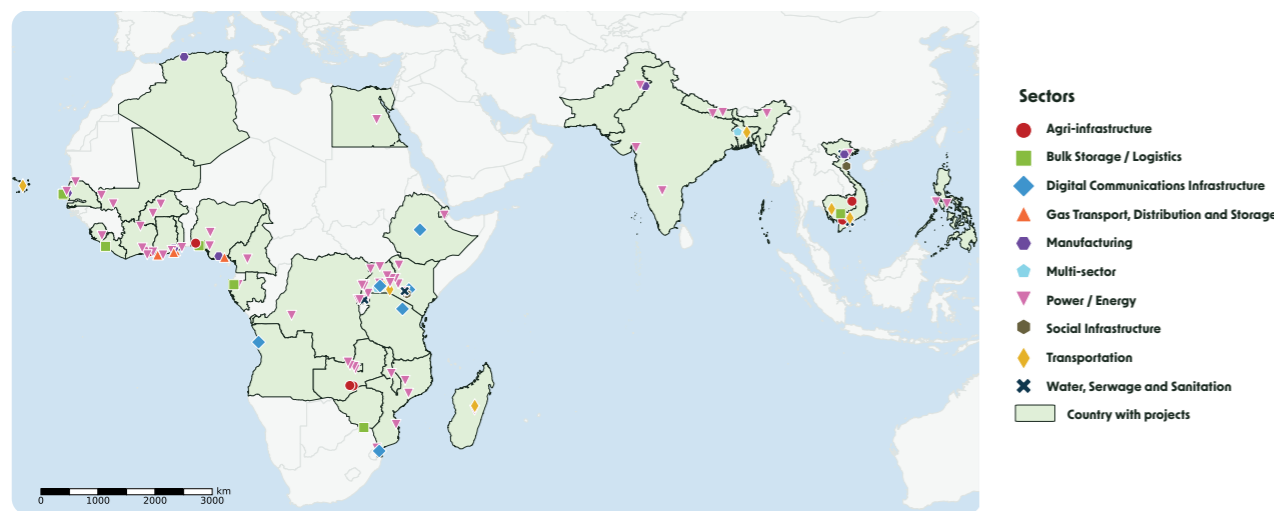 Sectors
Agri-infrastructure
Bulk Storage / Logistics
Digital Communications Infrastructure
Gas Transport, Distribution and Storage
Manufacturing
Multi-sector
Power / Energy
Social Infrastructure
Transportation
Water, Serwage and Sanitation
Country with projects
km
0 1000 2000 3000